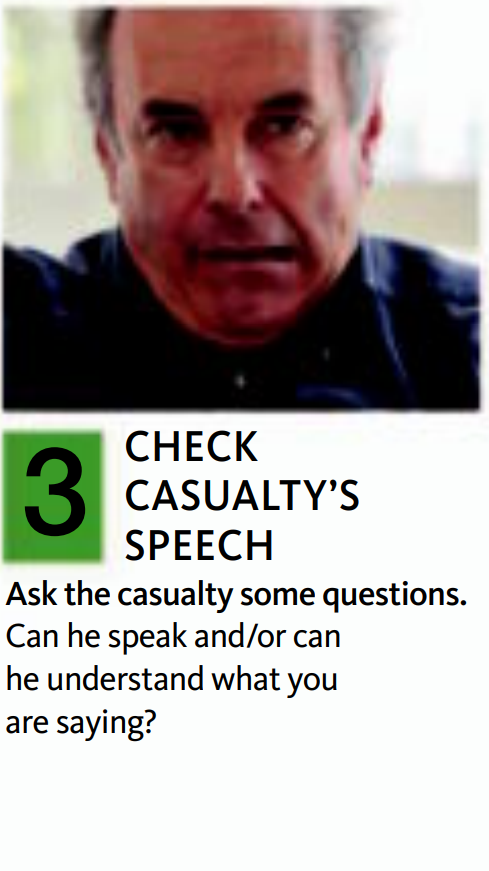 3
CHECK
CASUALTY’S
SPEECH
Ask the casualty some questions.
Can he speak and/or can
he understand what you
are saying?